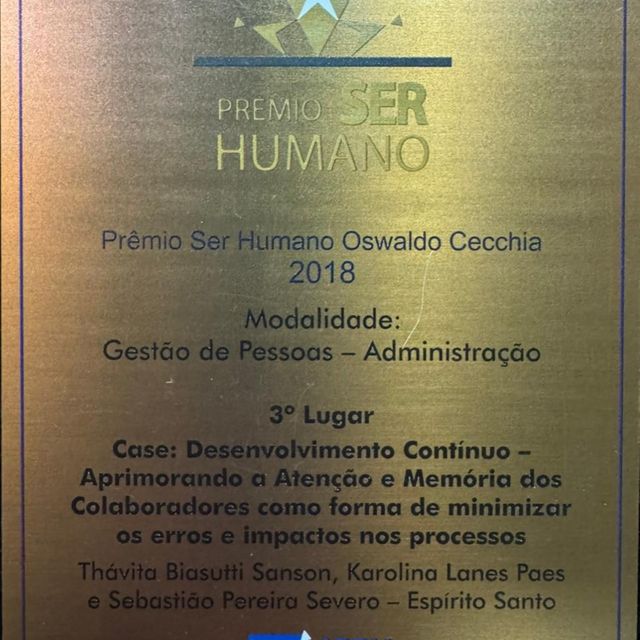 PREMIO SER
HUMANO
Prêmio Ser Humano Oswaldo Cecchia
2018
Modalidade:
Gestão de Pessoas – Administração
3º Lugar
Case: Desenvolvimento Contínuo –
Aprimorando a Atenção e Memória dos
Colaboradores como forma de minimizar
os erros e impactos nos processos
Thávita Biasutti Sanson, Karolina Lanes Paes
e Sebastião Pereira Severo – Espírito Santo